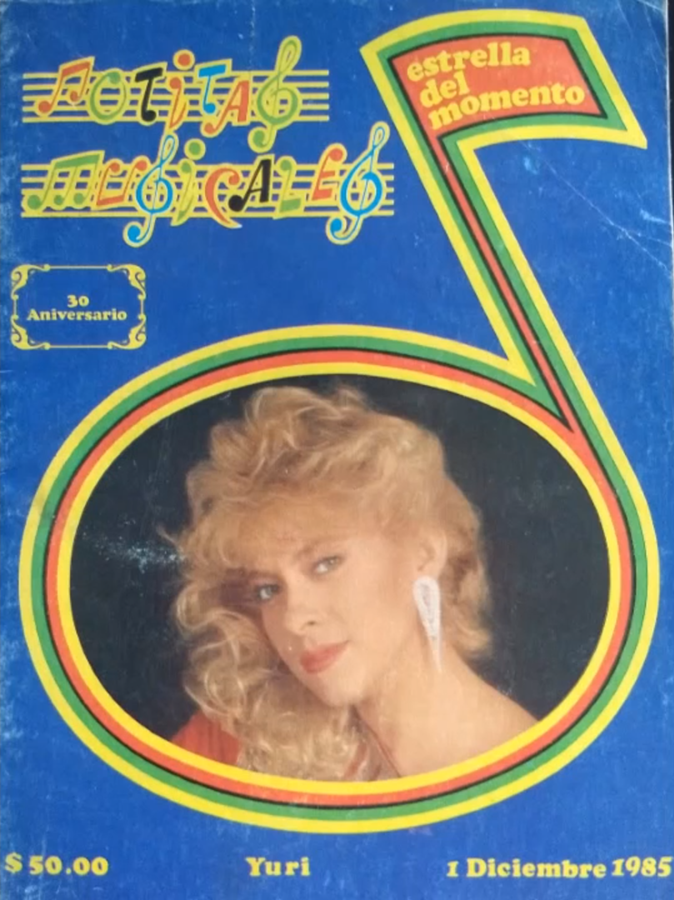 Notitas
Musicales
estrella
del
momento
30
Aniversario
$50.00 Yuri 1 Diciembre 1985